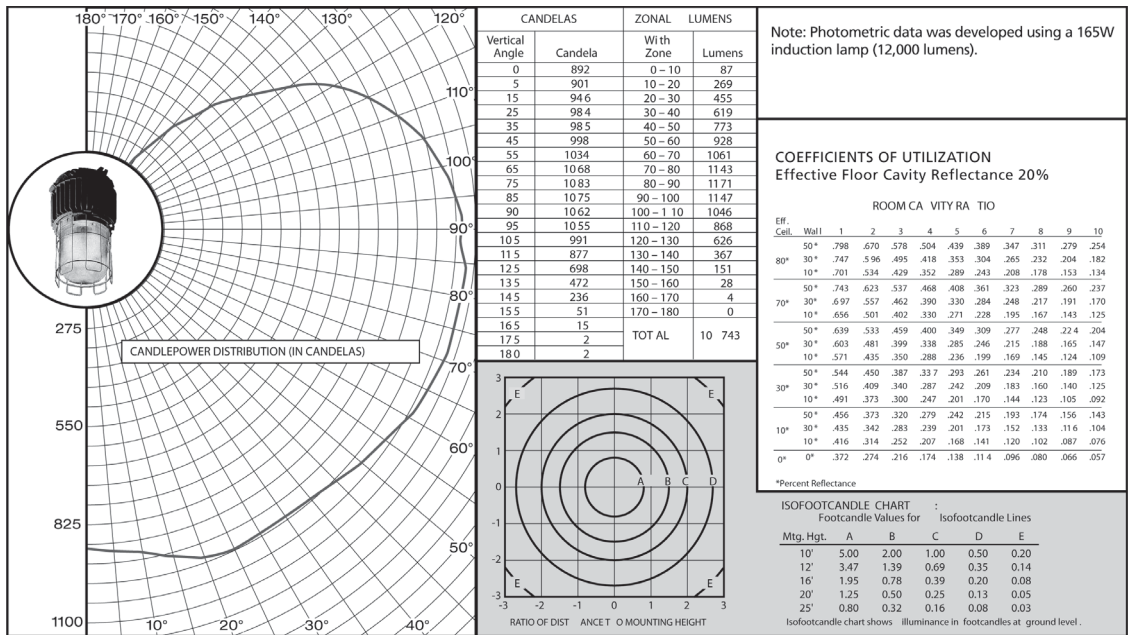 180° 170° 160° 150° 140° 130° 120°
110°
100°
90°
80°
70°
60°
50°
275
550
825
1100
10° 20° 30° 40°
CANDLEPOWER DISTRIBUTION (IN CANDELAS)
CANDELAS ZONAL LUMENS
Vertical Angle Candela With Zone Lumens
0 892 0 – 10 87
5 901 10 – 20 269
15 946 20 – 30 455
25 984 30 – 40 619
35 985 40 – 50 773
45 998 50 – 60 928
55 1034 60 – 70 1061
65 1068 70 – 80 1143
75 1083 80 – 90 1171
85 1075 90 – 100 1147
90 1062 100 – 1 10 1046
95 1055 110 – 120 868
105 991 120 – 130 626
115 877 130 – 140 367
125 698 140 – 150 151
135 472 150 – 160 28
145 236 160 – 170 4
155 51 170 – 180 0
165 15
175 2 TOT AL 10 743
180 2
3 E E
2
1
0 A B C D
-1
-2
E E
-3
-3 -2 -1 0 1 2 3
RATIO OF DIST ANCE T O MOUNTING HEIGHT
Note: Photometric data was developed using a 165W
induction lamp (12,000 lumens).
COEFFICIENTS OF UTILIZATION
Effective Floor Cavity Reflectance 20%
ROOM CA VITY RA TIO
Eff.
Ceil. Wall 1 2 3 4 5 6 7 8 9 10
50* .798 .670 .578 .504 .439 .389 .347 .311 .279 .254
80* 30* .747 .596 .495 .418 .353 .304 .265 .232 .204 .182
10* .701 .534 .429 .352 .289 .243 .208 .178 .153 .134
50* .743 .623 .537 .468 .408 .361 .323 .289 .260 .237
70* 30* .697 .557 .462 .390 .330 .284 .248 .217 .191 .170
10* .656 .501 .402 .330 .271 .228 .195 .167 .143 .125
50* .639 .533 .459 .400 .349 .309 .277 .248 .224 .204
50* 30* .603 .481 .399 .338 .285 .246 .215 .188 .165 .147
10* .571 .435 .350 .288 .236 .199 .169 .145 .124 .109
50* .544 .450 .387 .337 .293 .261 .234 .210 .189 .173
30* 30* .516 .409 .340 .287 .242 .209 .183 .160 .140 .125
10* .491 .373 .300 .247 .201 .170 .144 .123 .105 .092
50* .456 .373 .320 .279 .242 .215 .193 .174 .156 .143
10* 30* .435 .342 .283 .239 .201 .173 .152 .133 .116 .104
10* .416 .314 .252 .207 .168 .141 .120 .102 .087 .076
0* 0* .372 .274 .216 .174 .138 .114 .096 .080 .066 .057
*Percent Reflectance
ISOFOOTCANDLE CHART :
Footcandle Values for Isofootcandle Lines
Mtg. Hgt. A B C D E
10' 5.00 2.00 1.00 0.50 0.20
12' 3.47 1.39 0.69 0.35 0.14
16' 1.95 0.78 0.39 0.20 0.08
20' 1.25 0.50 0.25 0.13 0.05
25' 0.80 0.32 0.16 0.08 0.03
Isofootcandle chart shows illuminance in footcandles at ground level .